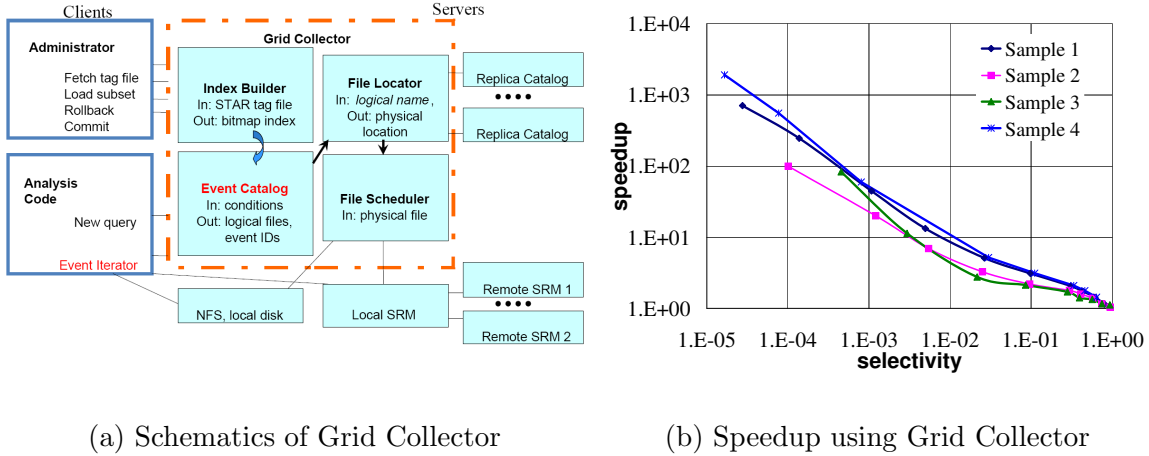 Clients
Servers
Administrator
Fetch tag file
Load subset
Rollback
Commit
Analysis
Code
New query
Event Iterator
Grid Collector
Index Builder
In: STAR tag file
Out: bitmap index
Event Catalog
In: conditions
Out: logical files,
event IDs
File Locator
In: logical name,
Out: physical
location
File Scheduler
In: physical file
Replica Catalog
Replica Catalog
NFS, local disk
Local SRM
Remote SRM 1
Remote SRM 2
(a) Schematics of Grid Collector
speedup
1.E+04
1.E+03
1.E+02
1.E+01
1.E+00
1.E-05 1.E-04 1.E-03 1.E-02 1.E-01 1.E+00
selectivity
Sample 1
Sample 2
Sample 3
Sample 4
(b) Speedup using Grid Collector